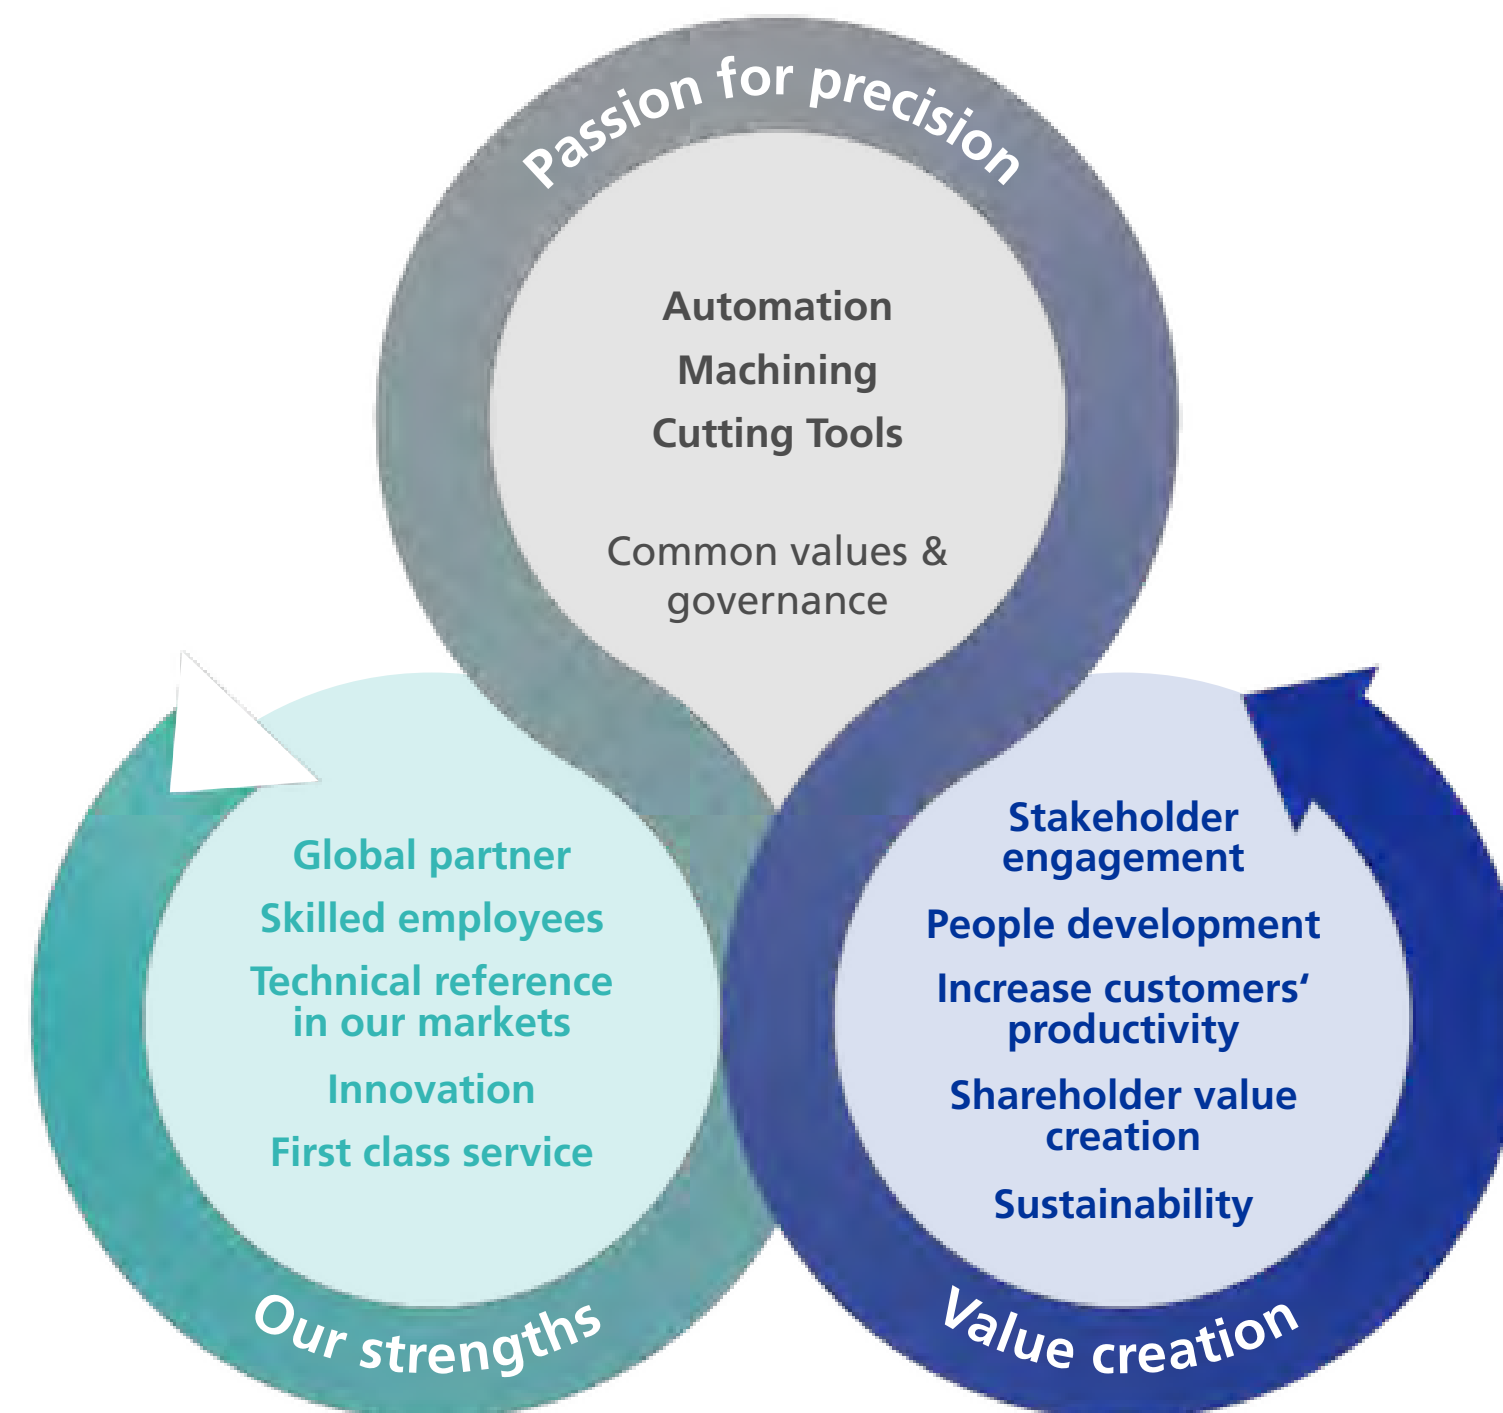 Passion for precision
Automation
Machining
Cutting Tools
Common values &
governance
Global partner
Skilled employees
Technical reference
in our markets
Innovation
First class service
Our strengths
Stakeholder
engagement
People development
Increase customers‘
productivity
Shareholder value
creation
Sustainability
Value creation